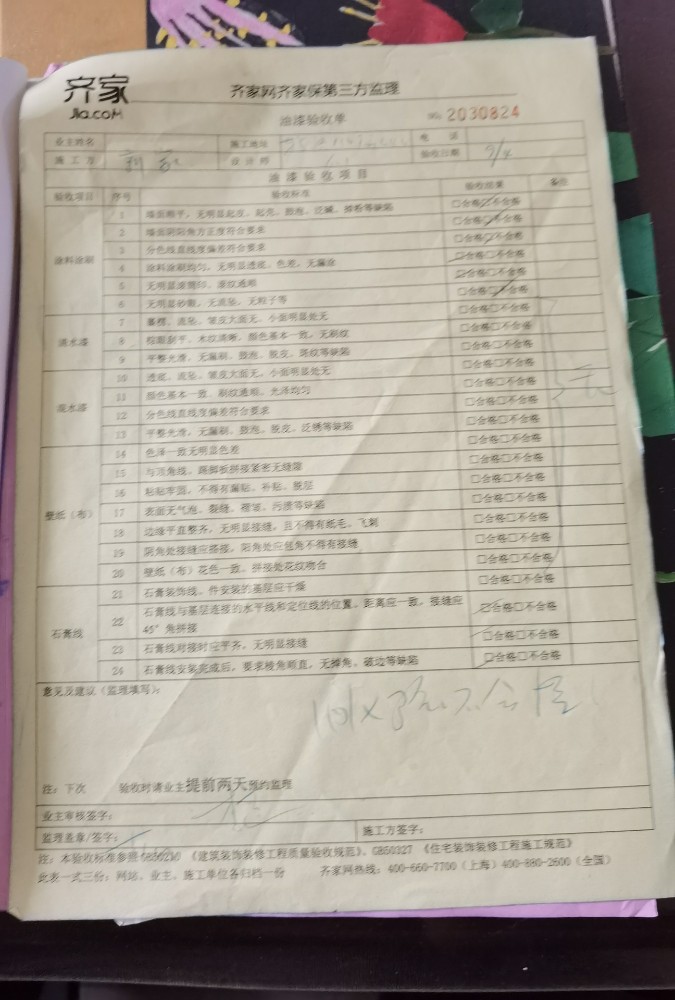 齐家 齐家网齐家保第三方监理
Jia.coM 油漆验收单 NO. 2030824
业主姓名 施工地址 电 话
施 工 方 设 计 师 验收日期 9/4
油 漆 验 收 项 目
验收项目 序号 验收标准 验收结果 备注
涂料涂刷 1 墙面粉平，无明显起皮、起壳、鼓泡、泛碱、掉粉等缺陷 □合格□不合格
2 墙面阴阳角方正度符合要求 □合格□不合格
3 分色线直线度偏差符合要求 □合格□不合格
4 涂料涂刷均匀，无明显透底、色差，无漏涂 □合格□不合格
5 无明显滚筒印、滚纹通顺 □合格□不合格
6 无明显砂眼，无流坠，无粒子等 □合格□不合格
清水漆 7 流坠、皱皮大面无、小面明显处无 □合格□不合格
8 棕眼刮平，木纹清晰，颜色基本一致，无刷纹 □合格□不合格
9 平整光滑，无漏刷、鼓泡、脱皮、斑纹等缺陷 □合格□不合格
混水漆 10 透底、流坠、皱皮大面无、小面明显处无 □合格□不合格
11 颜色基本一致、刷纹通顺、光泽均匀 □合格□不合格
12 分色线直线度偏差符合要求 □合格□不合格
13 平整光滑，无漏刷、鼓泡、脱皮、泛锈等缺陷 □合格□不合格
壁纸（布） 14 色泽一致无明显色差 □合格□不合格
15 与顶角线、踢脚板拼接紧密无缝隙 □合格□不合格
16 粘贴牢固，不得有漏贴、补贴、脱层 □合格□不合格
17 表面无气泡、裂缝、褶皱、污渍等缺陷 □合格□不合格
18 边缘平直整齐，无明显接缝，且不得有纸毛、飞刺 □合格□不合格
19 阴角处接缝应搭接，阳角处应包角不得有接缝 □合格□不合格
20 壁纸（布）花色一致，拼接处花纹吻合 □合格□不合格
石膏线 21 石膏装饰线、件安装的基层应干燥 □合格□不合格
22 石膏线与基层连接的水平线和定位线的位置、距离应一致，接缝应
45°角拼接 □合格□不合格
23 石膏线对接时应平齐，无明显接缝 □合格□不合格
24 石膏线安装完成后，要求棱角顺直，无掉角、破边等缺陷 □合格□不合格
意见及建议（监理填写）：
注：下次 验收时请业主提前两天预约监理
业主审核签字：
监理盖章/签字： 施工方签字：
注：本验收标准参照 GB50210 《建筑装饰装修工程质量验收规范》、GB50327 《住宅装饰装修工程施工规范》
此表一式三份：网站、业主、施工单位各归档一份 齐家网热线：400-660-7700（上海）400-880-2600（全国）